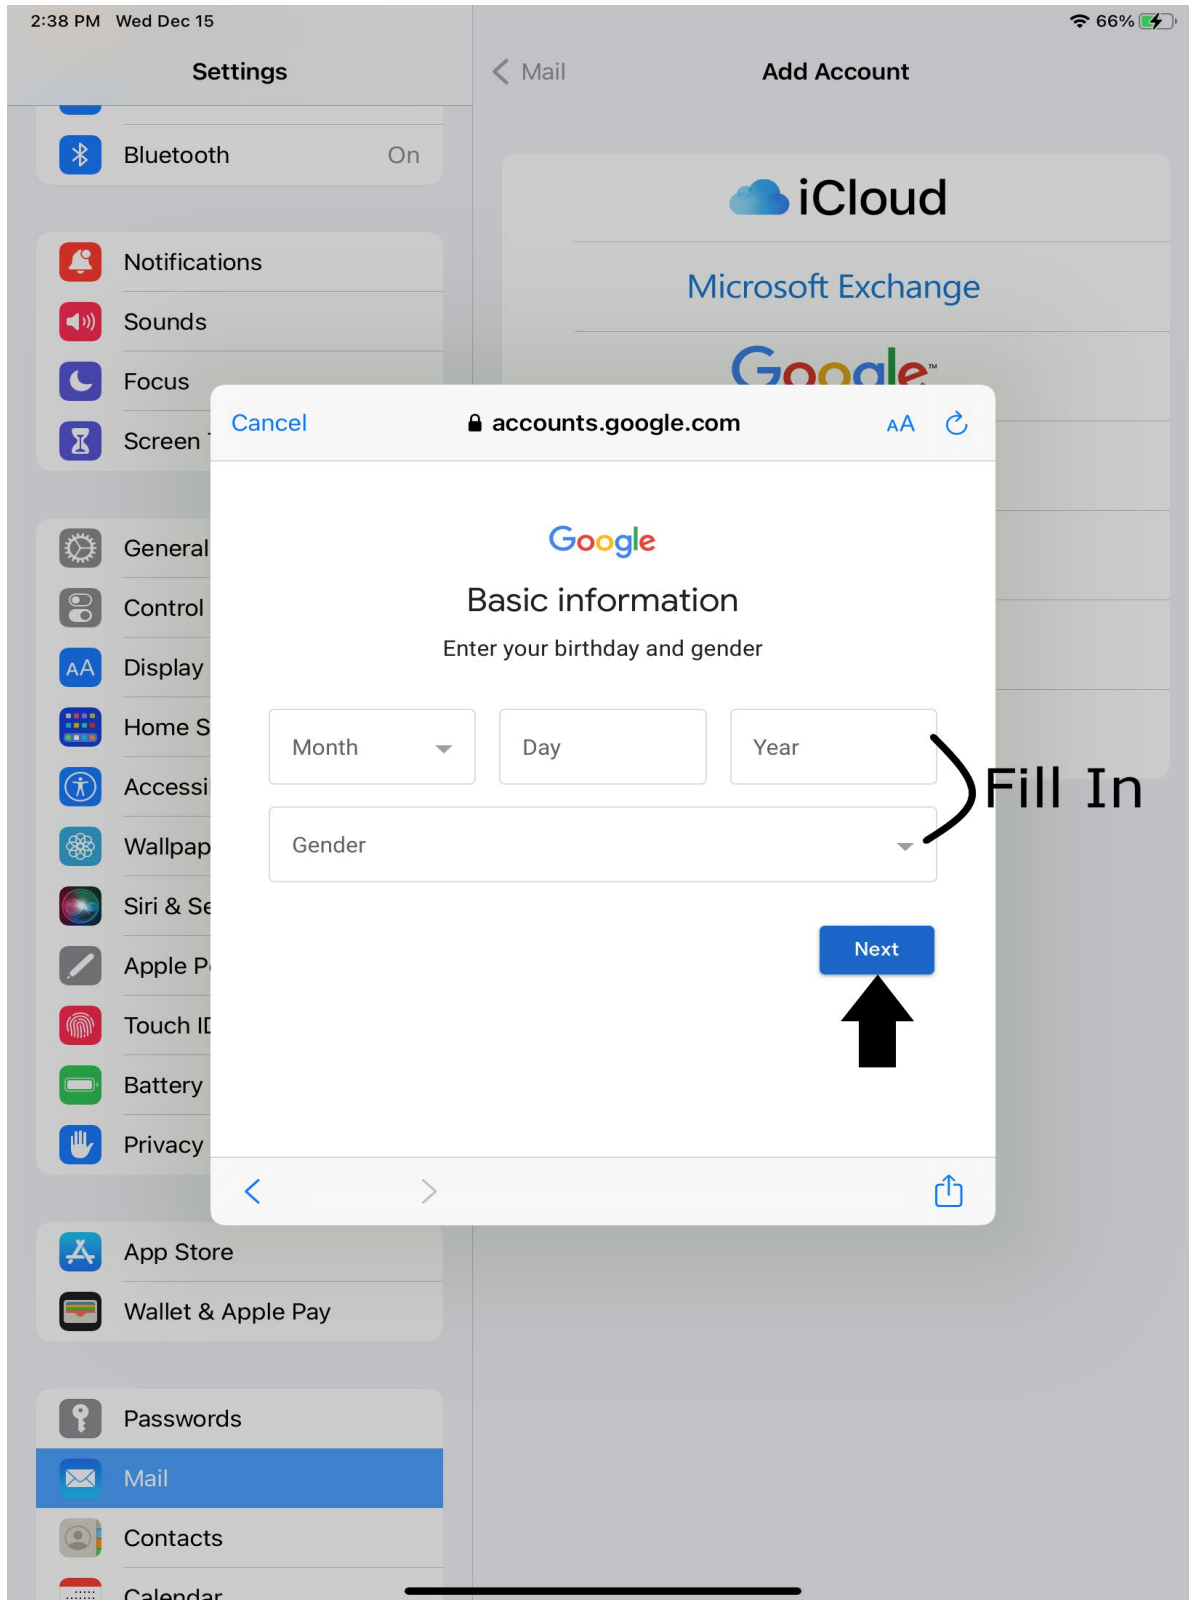 2:38 PM Wed Dec 15
66%
Settings
Mail
Add Account
Bluetooth On
Notifications
Sounds
Focus
Screen
General
Control
Display
Home S
Accessi
Wallpap
Siri & Se
Apple P
Touch ID
Battery
Privacy
App Store
Wallet & Apple Pay
Passwords
Mail
Contacts
Calendar
iCloud
Microsoft Exchange
Google™
Cancel
accounts.google.com
AA
Google
Basic information
Enter your birthday and gender
Month
Day
Year
Gender
Fill In
Next